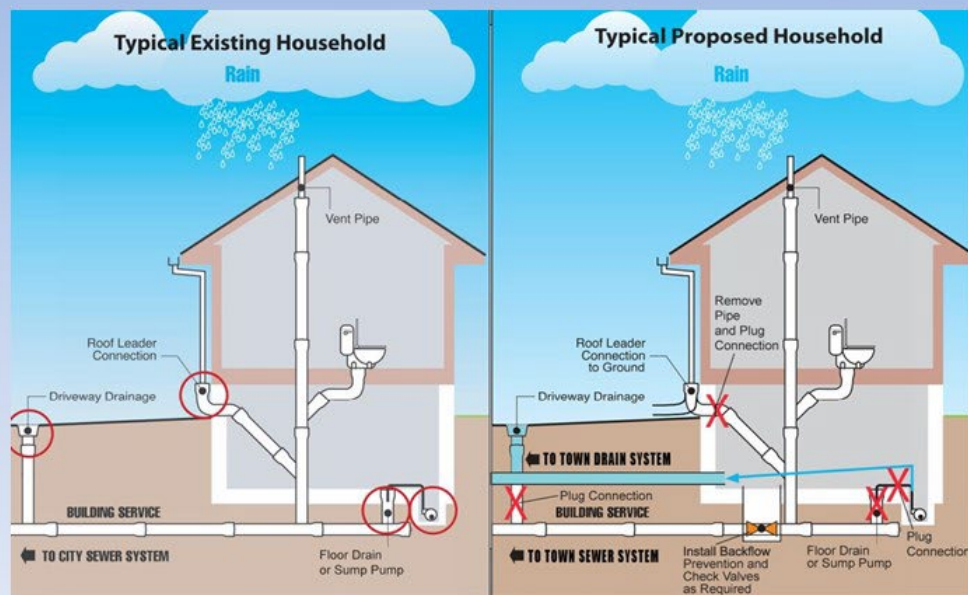 Typical Existing Household
Rain
Vent Pipe
Roof Leader
Connection
Driveway Drainage
BUILDING SERVICE
TO CITY SEWER SYSTEM
Floor Drain
or Sump Pump
Typical Proposed Household
Rain
Vent Pipe
Remove
Pipe
and Plug
Connection
Roof Leader
Connection
to Ground
Driveway Drainage
TO TOWN DRAIN SYSTEM
Plug Connection
BUILDING SERVICE
TO TOWN SEWER SYSTEM
Install Backflow
Prevention and
Check Valves
as Required
Floor Drain
or Sump Pump
Plug
Connection